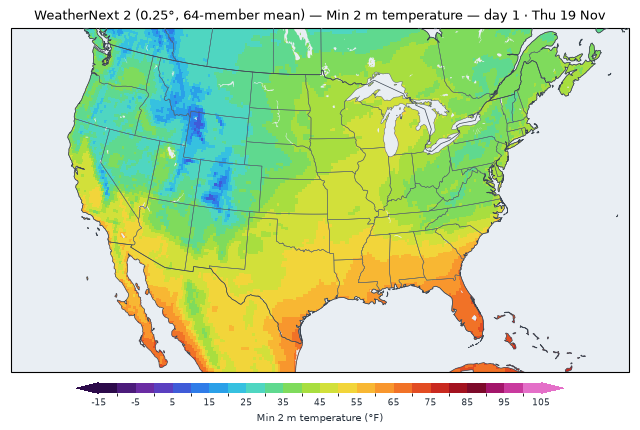 WeatherNext 2 (0.25°, 64-member mean) — Min 2 m temperature — day 1 · Thu 19 Nov
-15 -5 5 15 25 35 45 55 65 75 85 95 105
Min 2 m temperature (°F)